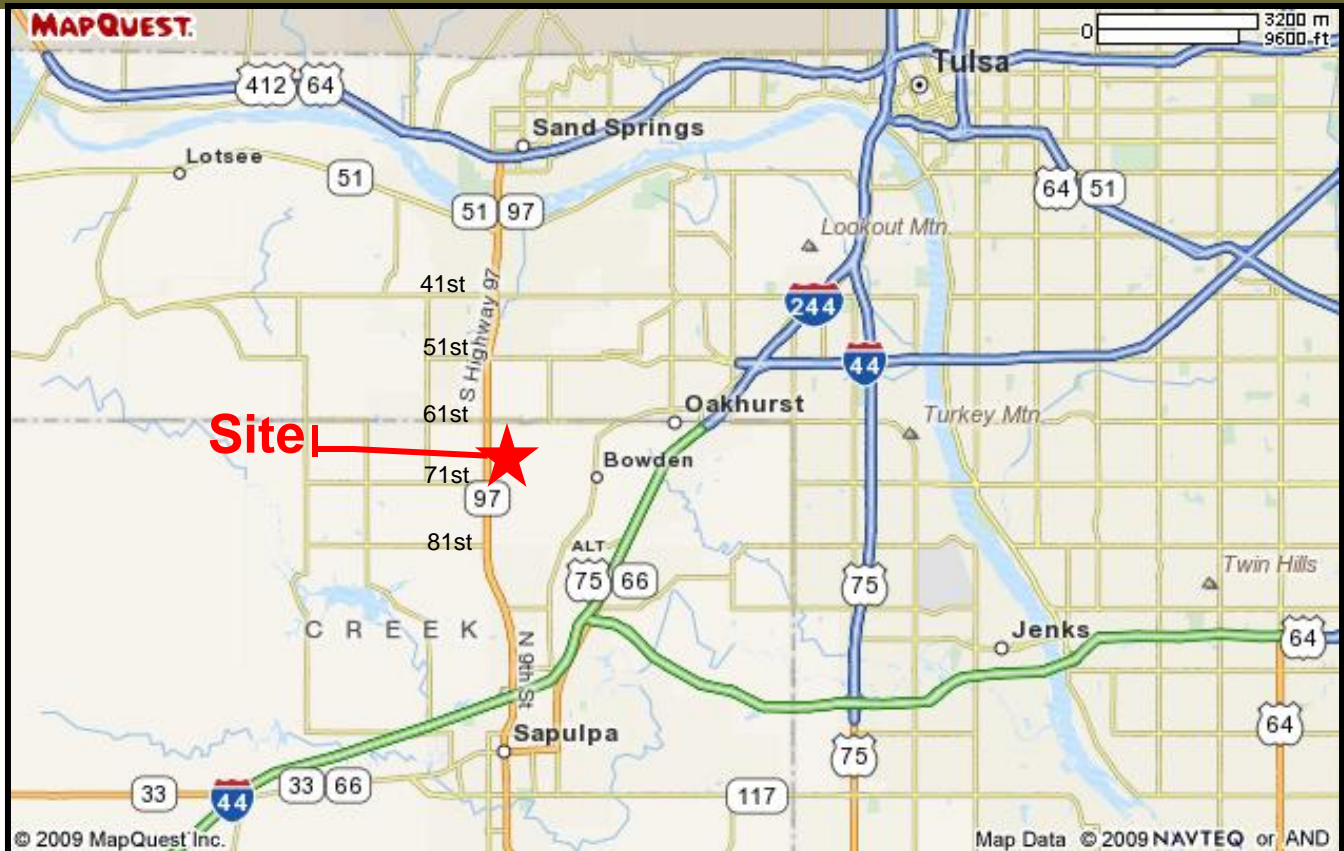 MAPQUEST.
0
3200 m
9600 ft
Tulsa
412 64
Sand Springs
Lotsee
51
64 51
51 97
Lookout Mtn.
S Highway 97
41st
244
51st
44
61st
Oakhurst
Turkey Mtn.
Site
Bowden
71st
97
81st
ALT
75 66
75
Twin Hills
CREEK
N 9th St
Jenks
64
64
Sapulpa
75
33
44
33 66
117
© 2009 MapQuest Inc.
Map Data © 2009 NAVTEQ or AND